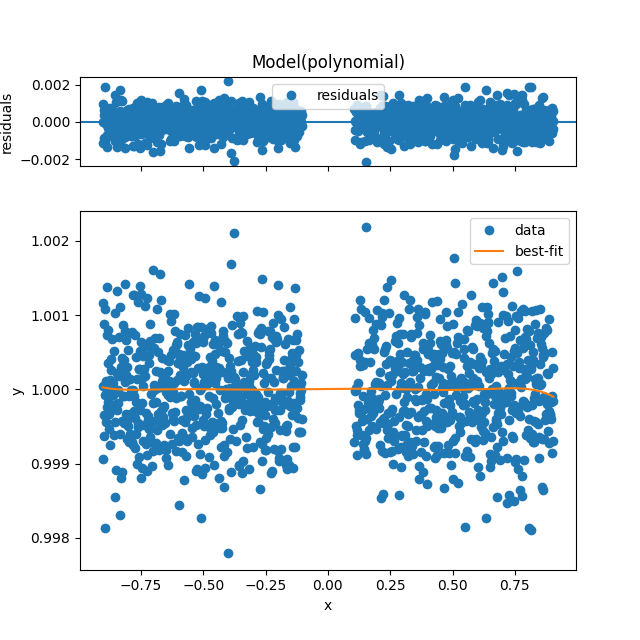 Model(polynomial)
residuals
0.002
0.000
−0.002
residuals
y
1.002
1.001
1.000
0.999
0.998
data
best-fit
−0.75 −0.50 −0.25 0.00 0.25 0.50 0.75
x